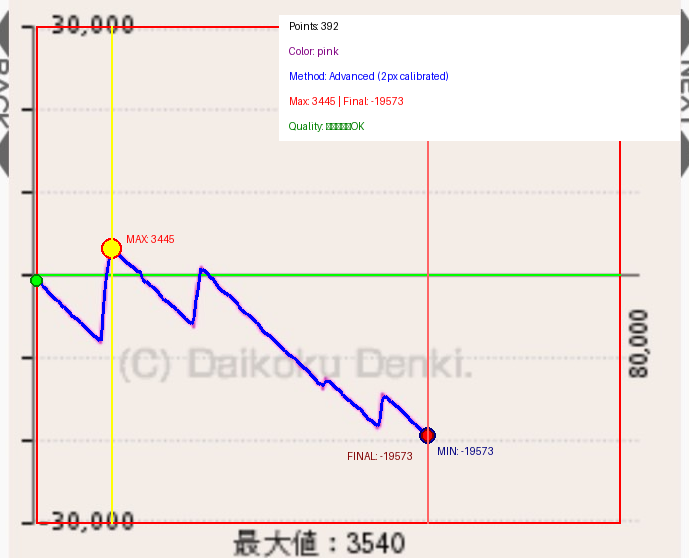 30,000
Points: 392
Color: pink
Method: Advanced (2px calibrated)
Max: 3445 | Final: -19573
Quality: □□□□□OK
BACK
NEXT
MAX: 3445
80,000
(C) Daikoku Denki.
MIN: -19573
FINAL: -19573
-30,000
最大値：3540